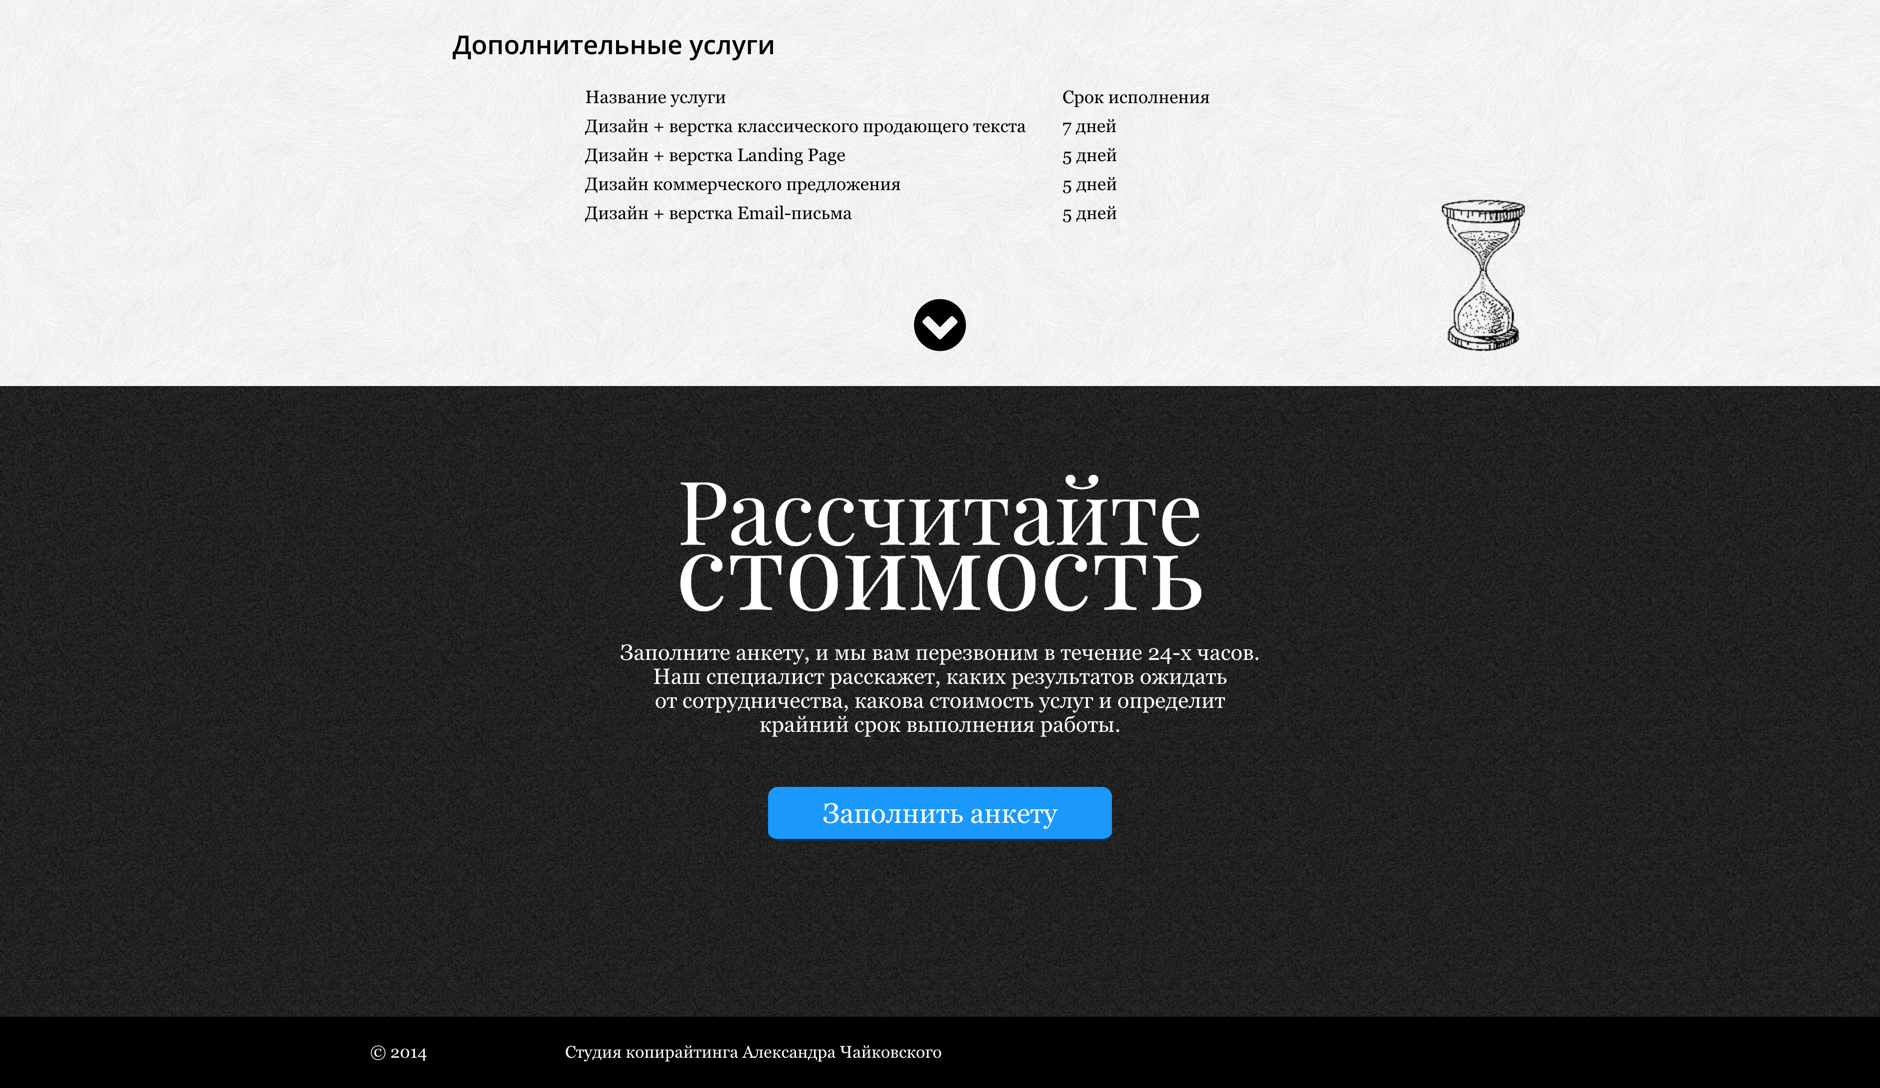 Дополнительные услуги
Название услуги Срок исполнения
Дизайн + верстка классического продающего текста 7 дней
Дизайн + верстка Landing Page 5 дней
Дизайн коммерческого предложения 5 дней
Дизайн + верстка Email-письма 5 дней
Рассчитайте
стоимость
Заполните анкету, и мы вам перезвоним в течение 24-х часов.
Наш специалист расскажет, каких результатов ожидать
от сотрудничества, какова стоимость услуг и определит
крайний срок выполнения работы.
Заполнить анкету
© 2014 Студия копирайтинга Александра Чайковского